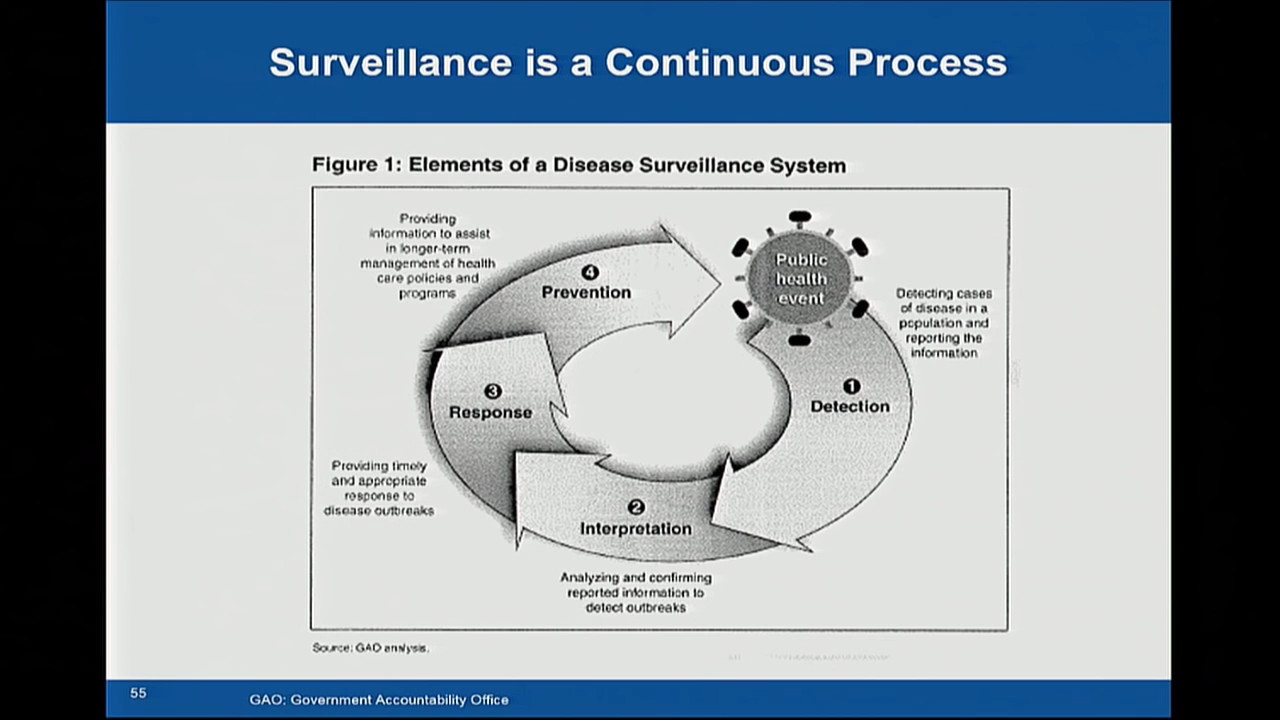 Surveillance is a Continuous Process
Figure 1: Elements of a Disease Surveillance System
Providing
information to assist
in longer-term
management of health
care policies and
programs
4
Prevention
Public
health
event
Detecting cases
of disease in a
population and
reporting the
information
1
Detection
3
Response
Providing timely
and appropriate
response to
disease outbreaks
2
Interpretation
Analyzing and confirming
reported information to
detect outbreaks
Source: GAO analysis.
55
GAO: Government Accountability Office